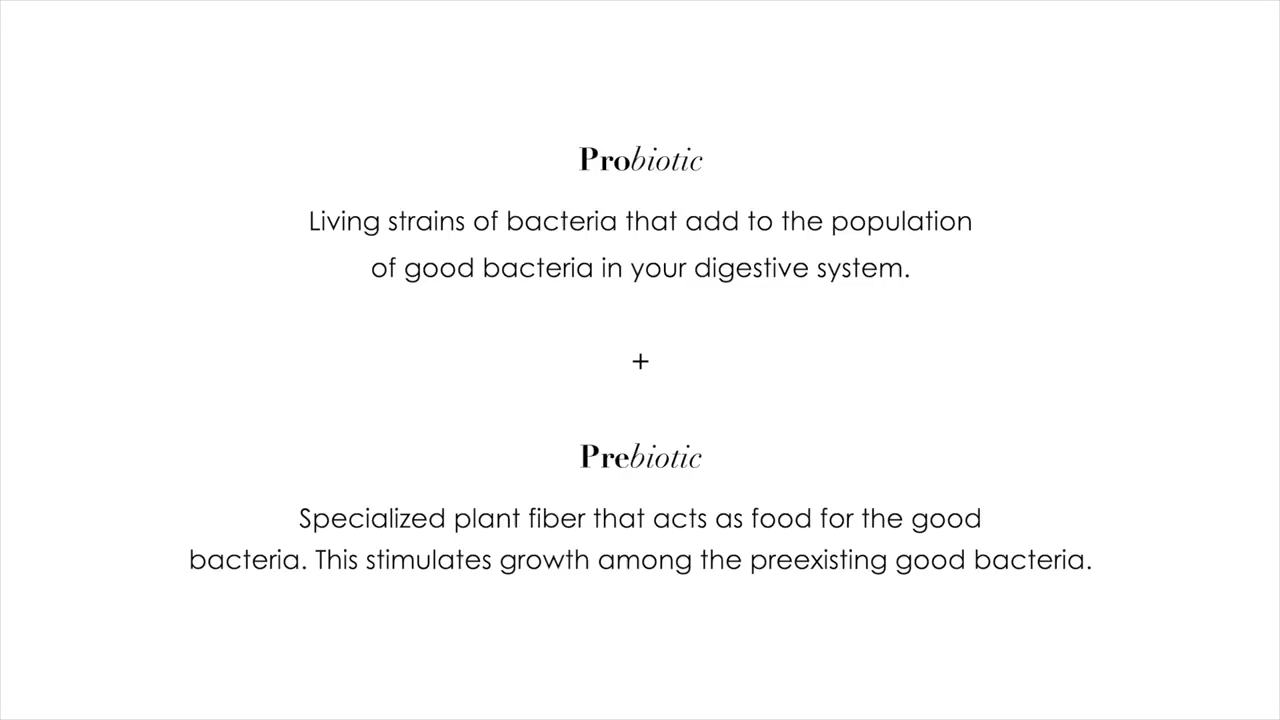 Probiotic
Living strains of bacteria that add to the population
of good bacteria in your digestive system.
+
Prebiotic
Specialized plant fiber that acts as food for the good
bacteria. This stimulates growth among the preexisting good bacteria.